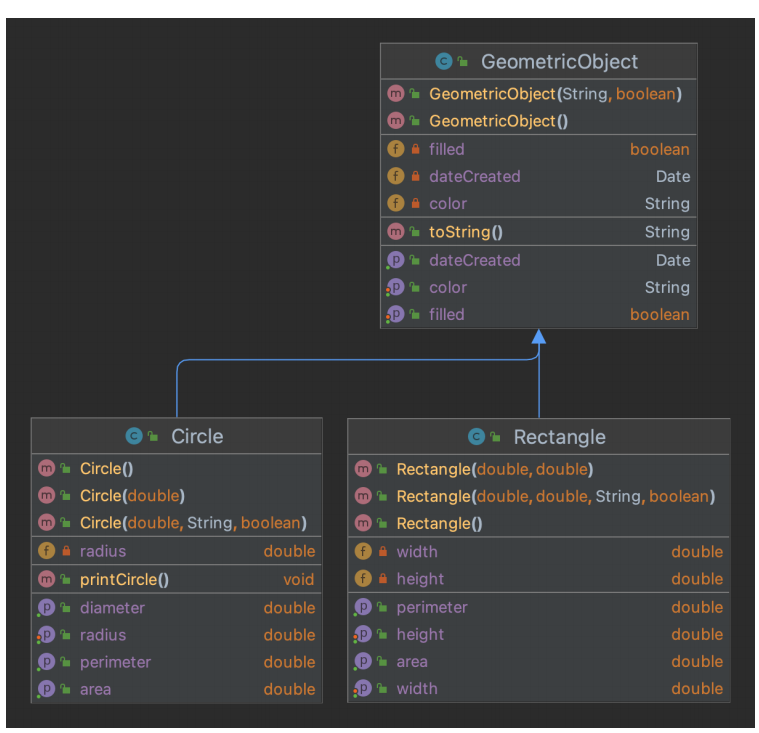 GeometricObject
GeometricObject(String, boolean)
GeometricObject()
filled boolean
dateCreated Date
color String
toString() String
dateCreated Date
color String
filled boolean
Circle
Circle()
Circle(double)
Circle(double, String, boolean)
radius double
printCircle() void
diameter double
radius double
perimeter double
area double
Rectangle
Rectangle(double, double)
Rectangle(double, double, String, boolean)
Rectangle()
width double
height double
perimeter double
height double
area double
width double